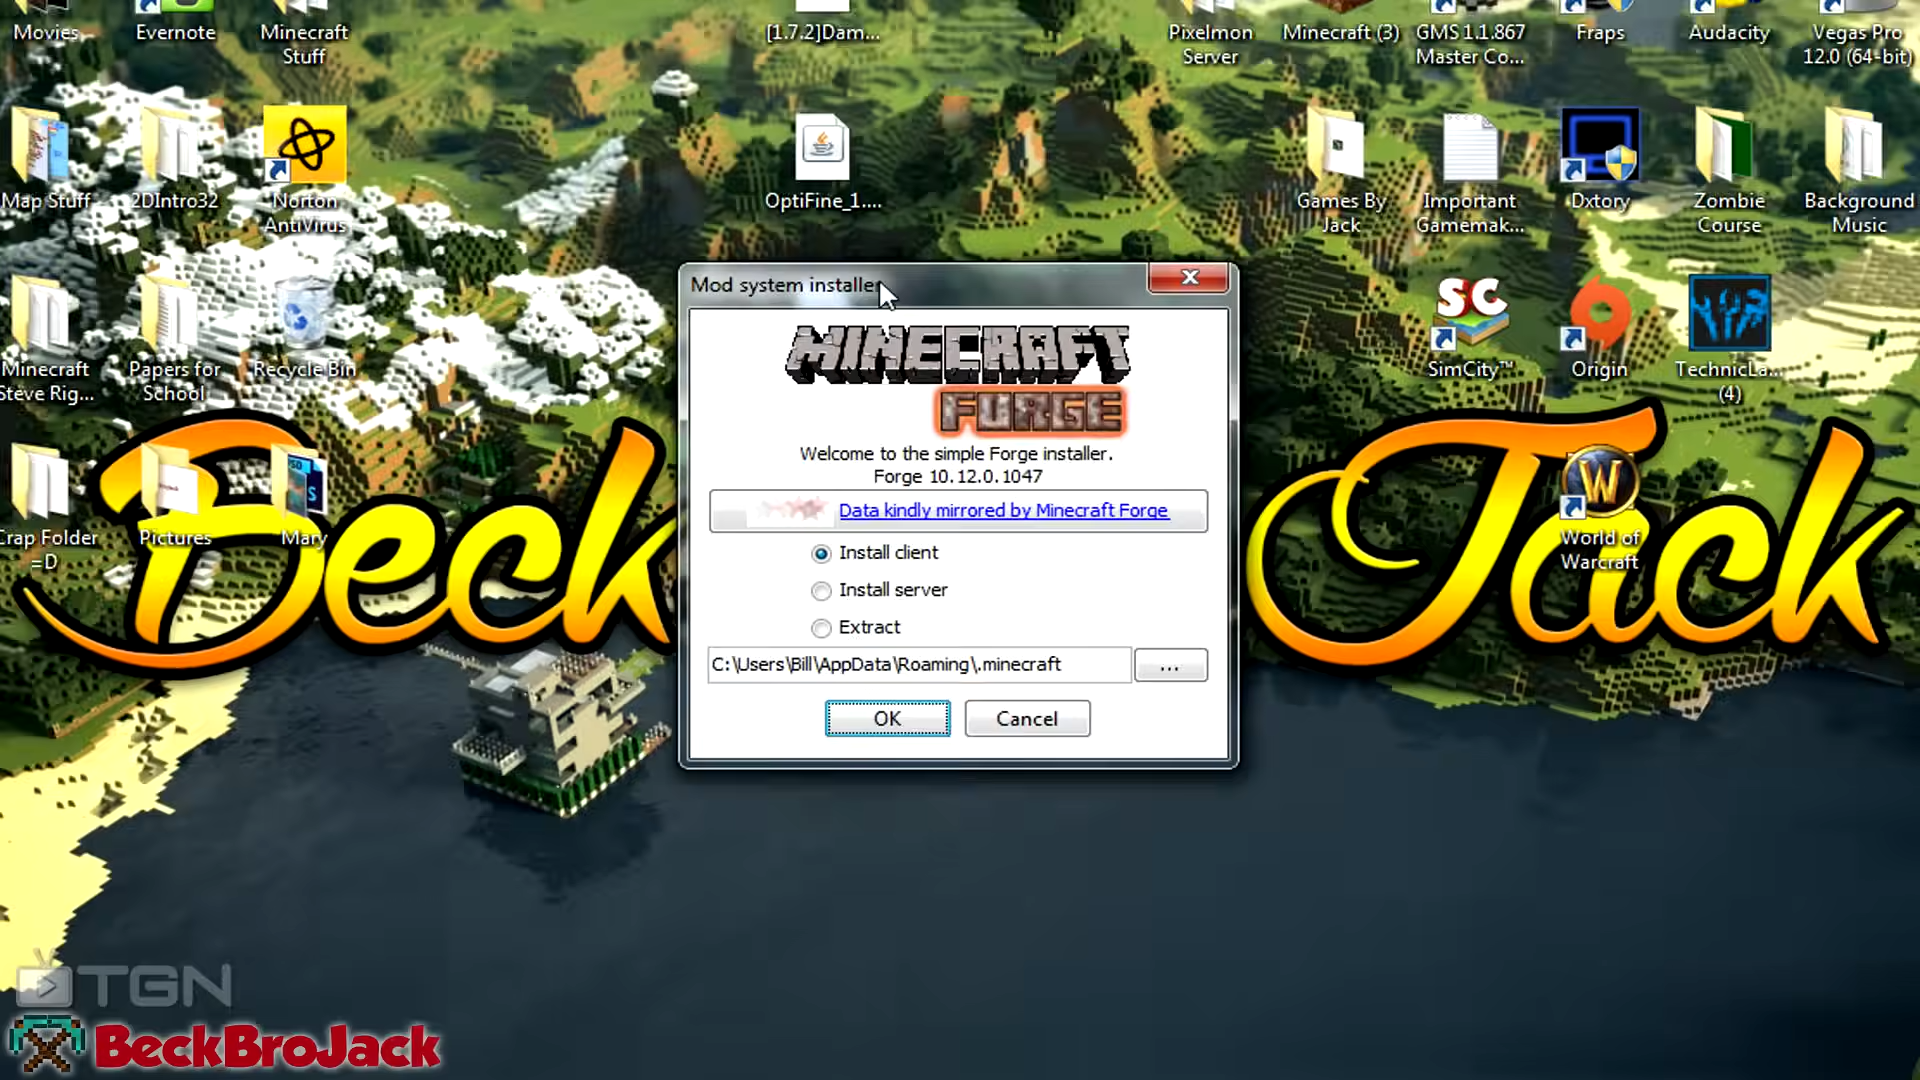 Movies
Evernote
Minecraft
Stuff
[1.7.2]Dam...
Pixelmon
Server
Minecraft (3)
GMS 1.1.867
Master Co...
Fraps
Audacity
Vegas Pro
12.0 (64-bit)
Map Stuff
2DIntro32
Norton
AntiVirus
OptiFine_1....
Games By
Jack
Important
Gamemak...
Dxtory
Zombie
Course
Background
Music
Mod system installer
MINECRAFT
FORGE
Welcome to the simple Forge installer.
Forge 10.12.0.1047
Data kindly mirrored by Minecraft Forge
Install client
Install server
Extract
C:\Users\Bill\AppData\Roaming\.minecraft
...
OK
Cancel
Minecraft
Steve Rig...
Papers for
School
Recycle Bin
SC
SimCity™
Origin
TechnicLa...
(4)
Beck
Jack
Crap Folder
=D
Pictures
Mary
W
World of
Warcraft
TGN
BeckBroJack